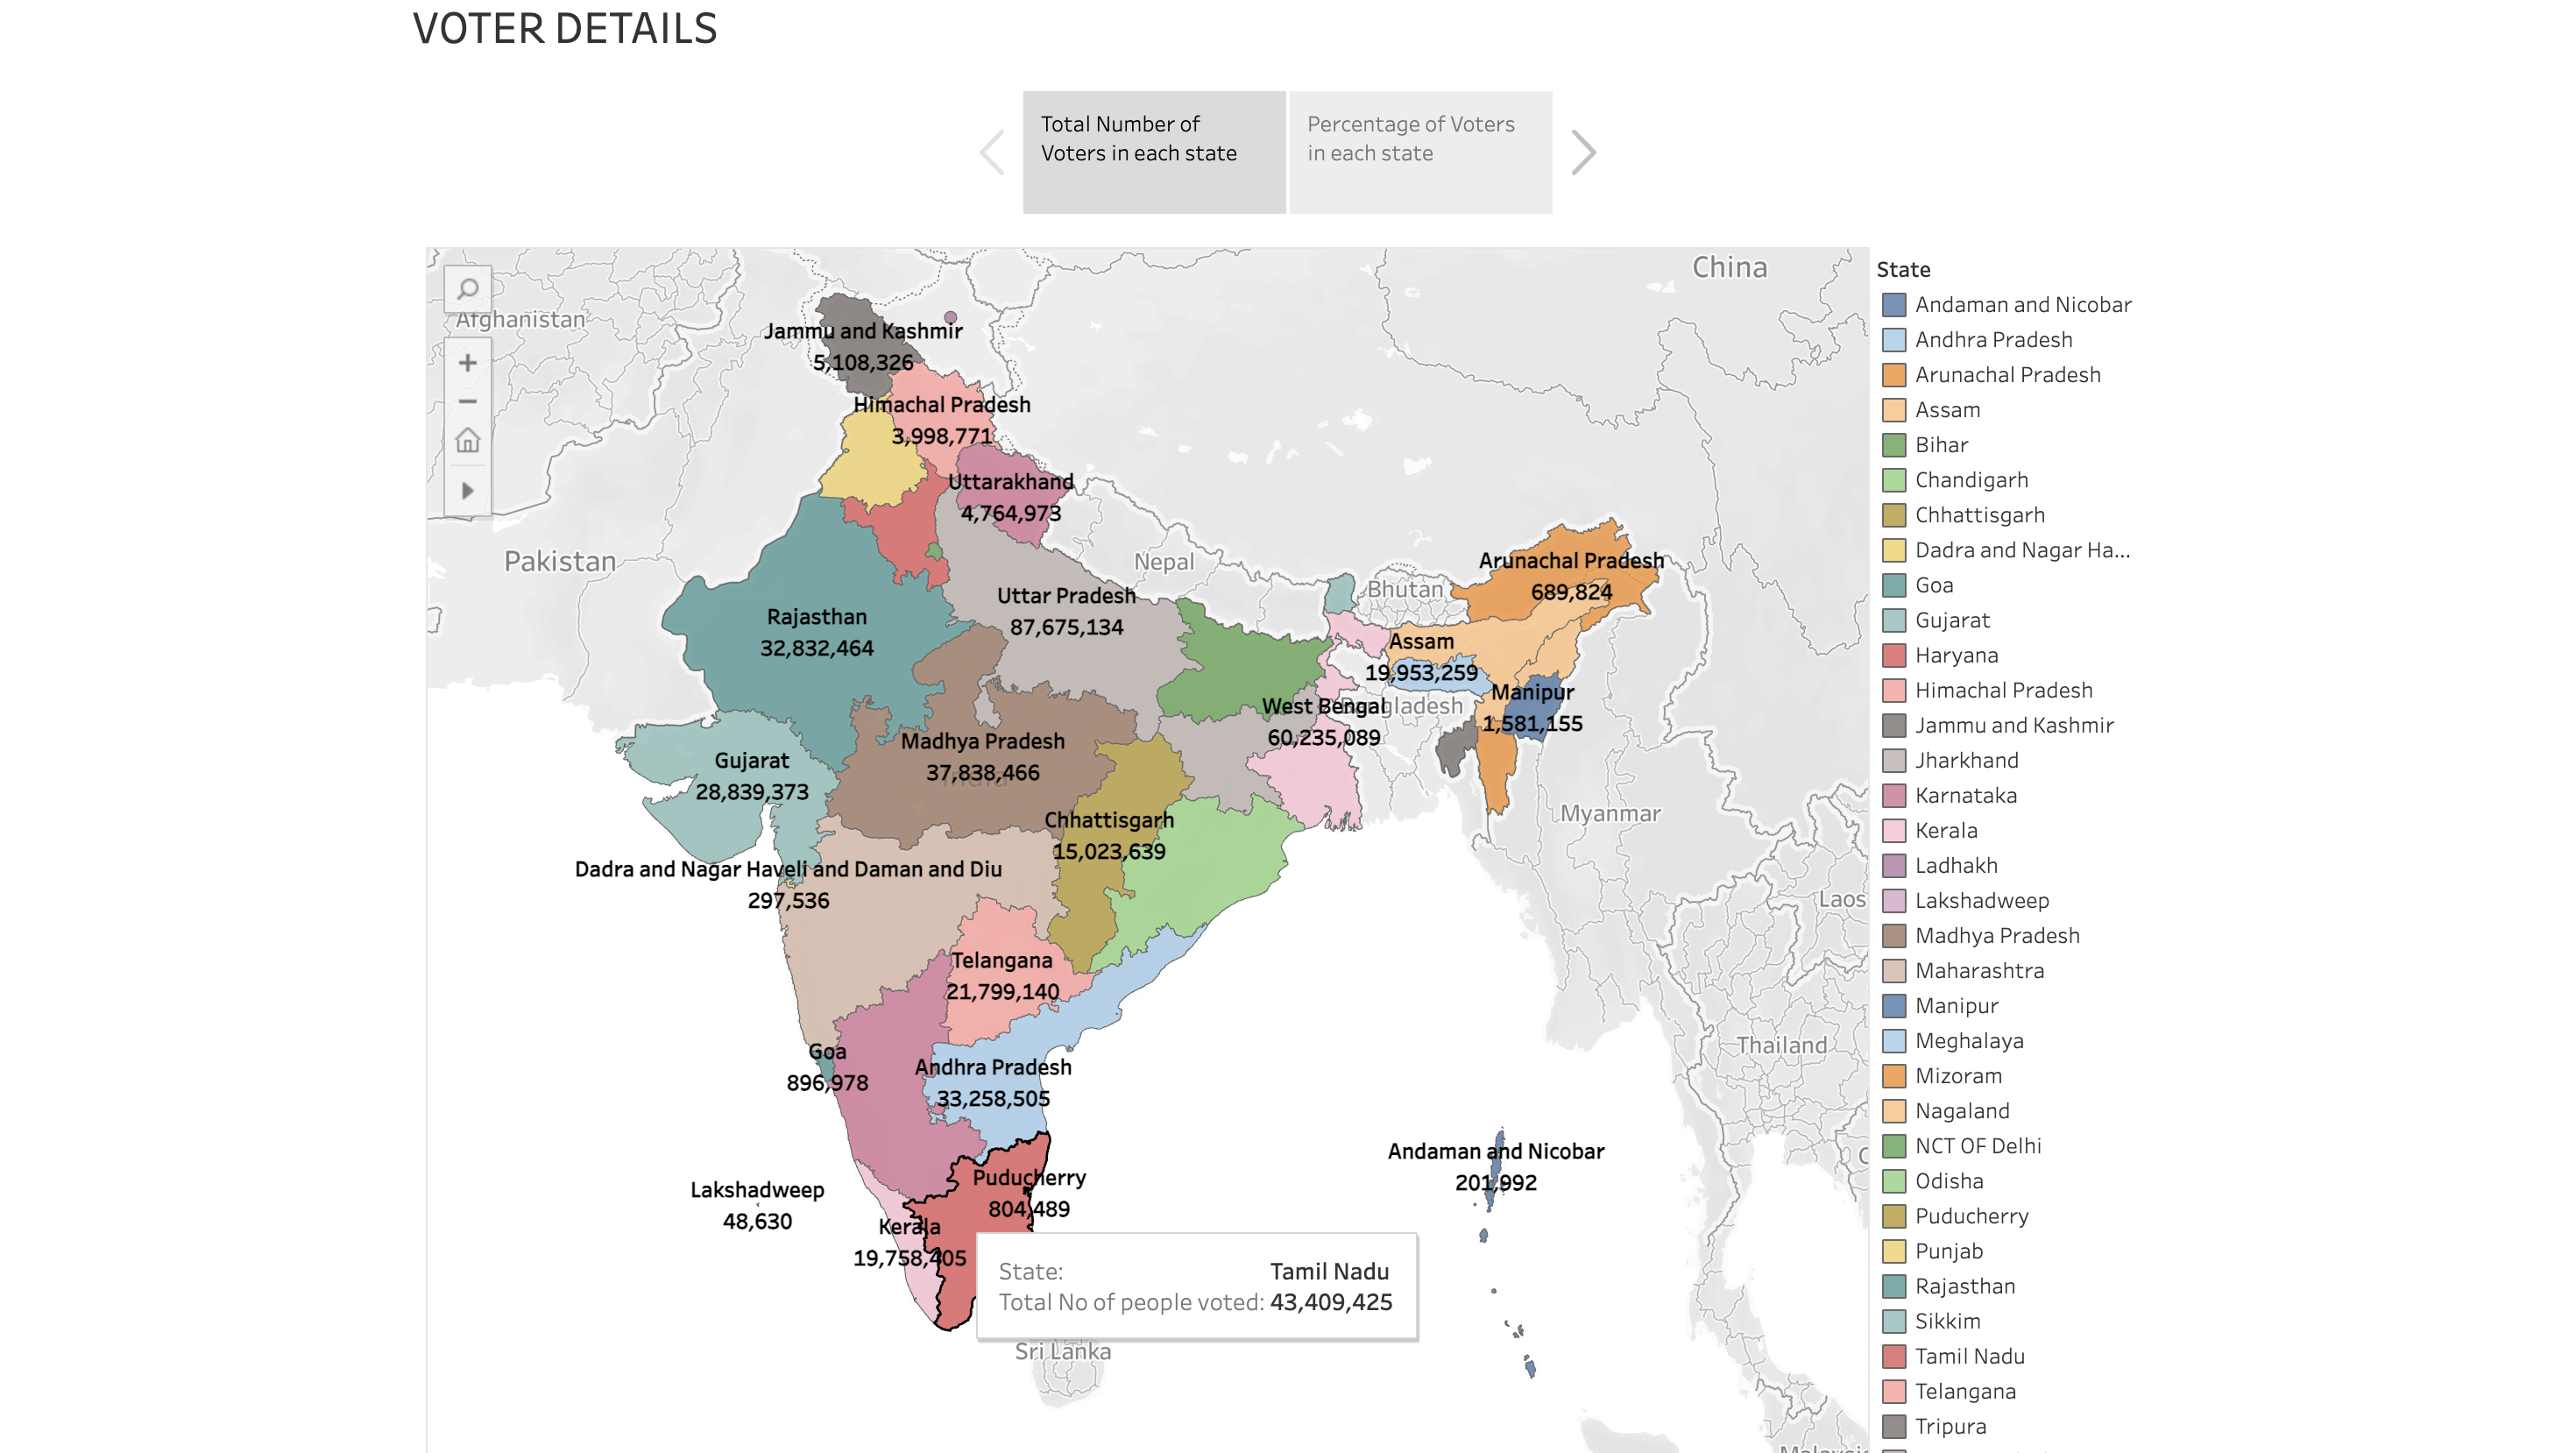 VOTER DETAILS
Total Number of
Voters in each state
Percentage of Voters
in each state
China
Afghanistan
Jammu and Kashmir
5,108,326
Himachal Pradesh
3,998,771
Uttarakhand
4,764,973
Pakistan
Nepal
Bhutan
Arunachal Pradesh
689,824
Uttar Pradesh
87,675,134
Rajasthan
32,832,464
Assam
19,953,259
Manipur
1,581,155
West Bengal
60,235,089
Bangladesh
Madhya Pradesh
37,838,466
India
Gujarat
28,839,373
Chhattisgarh
15,023,639
Myanmar
Dadra and Nagar Haveli and Daman and Diu
297,536
Laos
Telangana
21,799,140
Thailand
Goa
896,978
Andhra Pradesh
33,258,505
Andaman and Nicobar
201,992
Puducherry
804,489
Lakshadweep
48,630
Kerala
19,758,405
State: Tamil Nadu
Total No of people voted: 43,409,425
Sri Lanka
State
Andaman and Nicobar
Andhra Pradesh
Arunachal Pradesh
Assam
Bihar
Chandigarh
Chhattisgarh
Dadra and Nagar Ha...
Goa
Gujarat
Haryana
Himachal Pradesh
Jammu and Kashmir
Jharkhand
Karnataka
Kerala
Ladhakh
Lakshadweep
Madhya Pradesh
Maharashtra
Manipur
Meghalaya
Mizoram
Nagaland
NCT OF Delhi
Odisha
Puducherry
Punjab
Rajasthan
Sikkim
Tamil Nadu
Telangana
Tripura